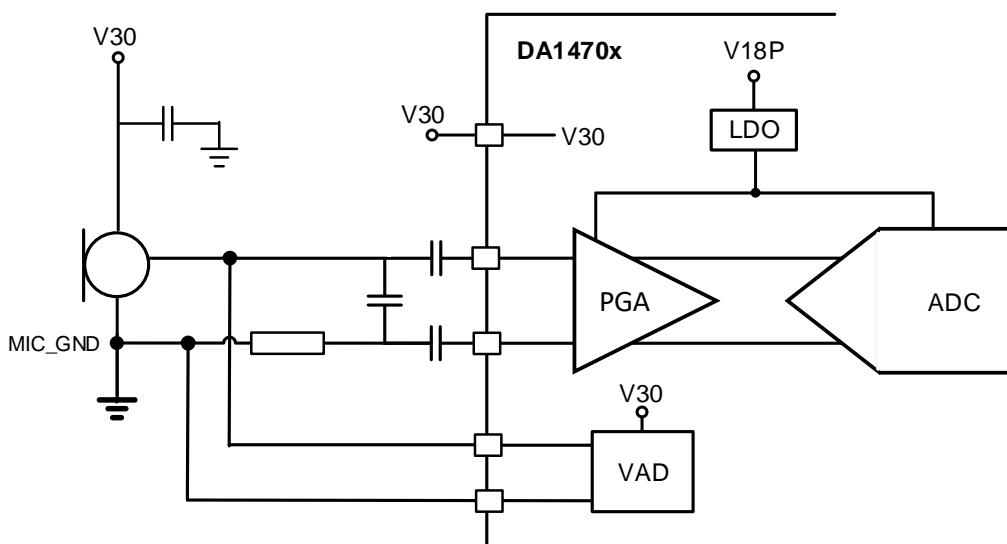 V30
DA1470x
V18P
LDO
V30
V30
PGA
ADC
MIC_GND
V30
VAD